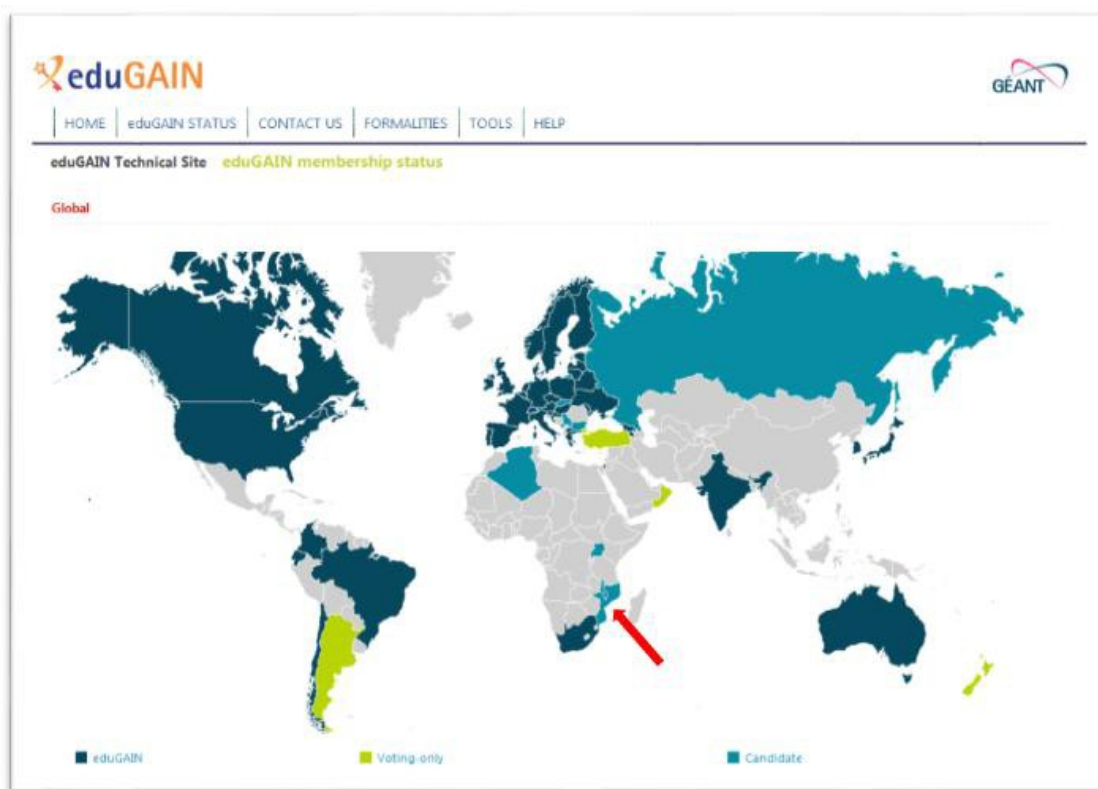 eduGAIN
GÉANT
HOME eduGAIN STATUS CONTACT US FORMALITIES TOOLS HELP
eduGAIN Technical Site eduGAIN membership status
Global
eduGAIN Voting-only Candidate